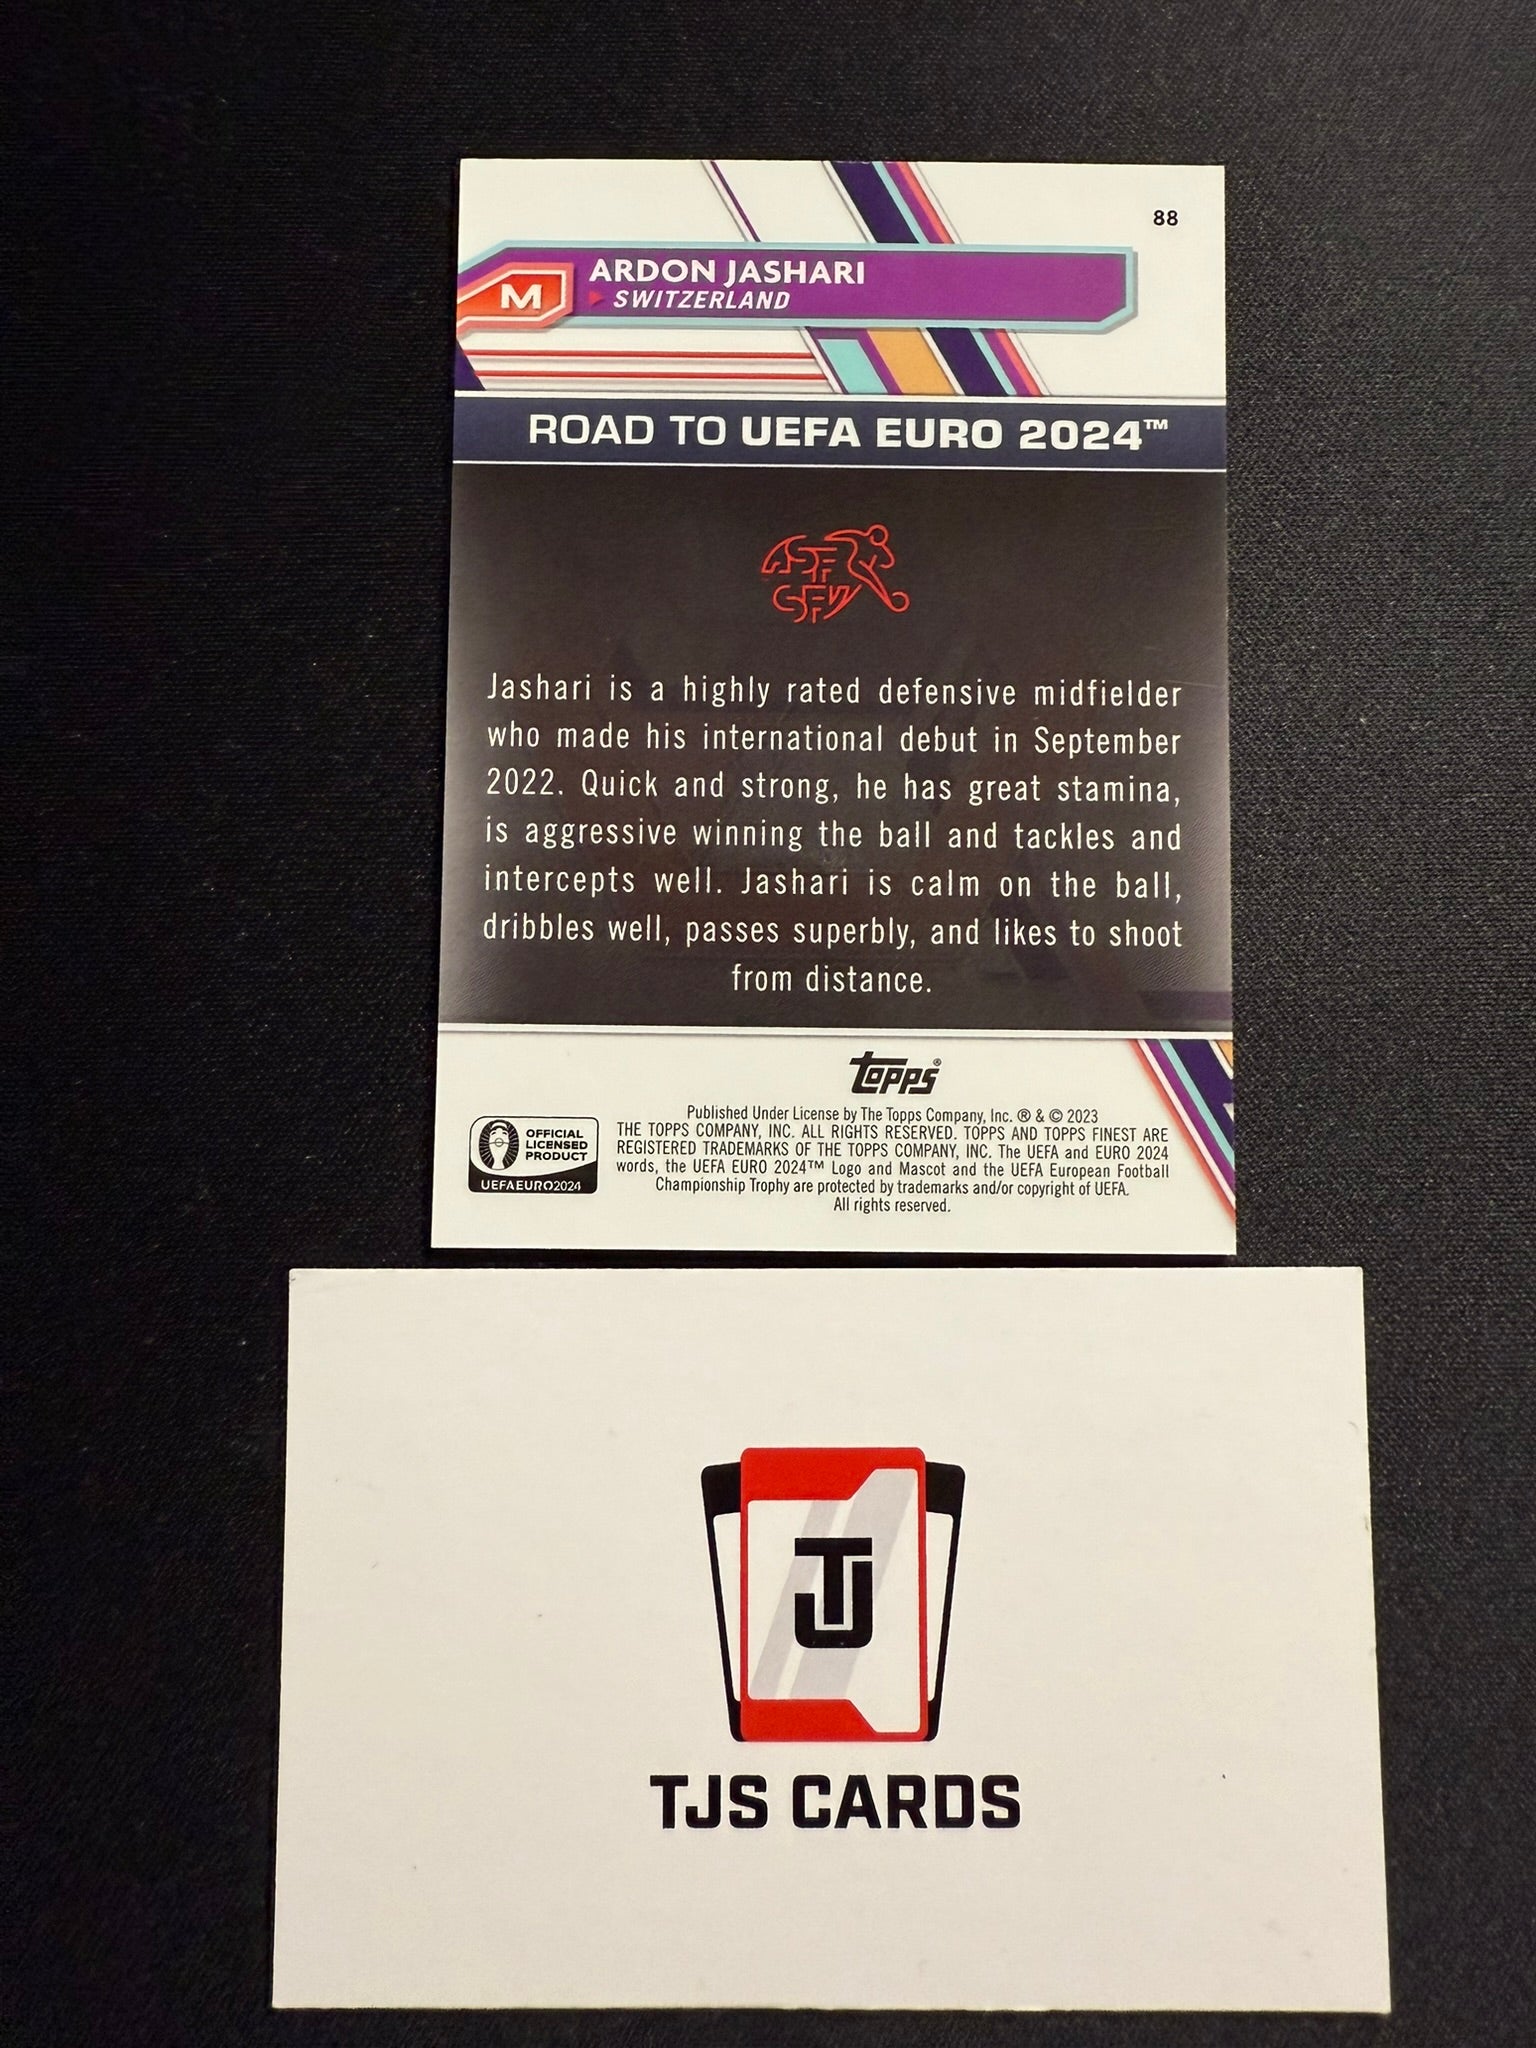 88
ARDON JASHARI
M
SWITZERLAND
ROAD TO UEFA EURO 2024™
ASF
SFV
Jashari is a highly rated defensive midfielder
who made his international debut in September
2022. Quick and strong, he has great stamina,
is aggressive winning the ball and tackles and
intercepts well. Jashari is calm on the ball,
dribbles well, passes superbly, and likes to shoot
from distance.
topps®
Published Under License by The Topps Company, Inc. ® & © 2023
THE TOPPS COMPANY, INC. ALL RIGHTS RESERVED. TOPPS AND TOPPS FINEST ARE
REGISTERED TRADEMARKS OF THE TOPPS COMPANY, INC. The UEFA and EURO 2024
words, the UEFA EURO 2024™ Logo and Mascot and the UEFA European Football
Championship Trophy are protected by trademarks and/or copyright of UEFA.
All rights reserved.
OFFICIAL
LICENSED
PRODUCT
UEFAEURO2024
TJ
TJS CARDS